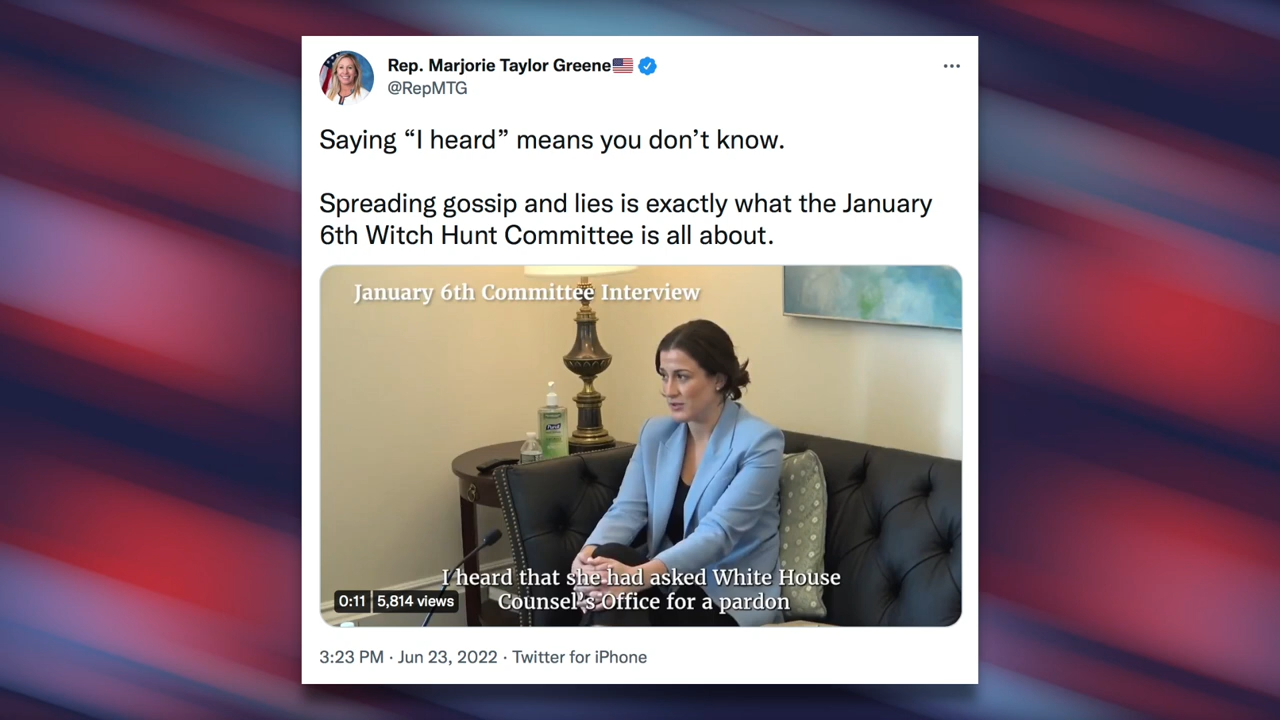 Rep. Marjorie Taylor Greene🇺🇸
@RepMTG
Saying “I heard” means you don’t know.
Spreading gossip and lies is exactly what the January
6th Witch Hunt Committee is all about.
January 6th Committee Interview
PURELL
I heard that she had asked White House
Counsel's Office for a pardon
0:11 5,814 views
3:23 PM · Jun 23, 2022 · Twitter for iPhone